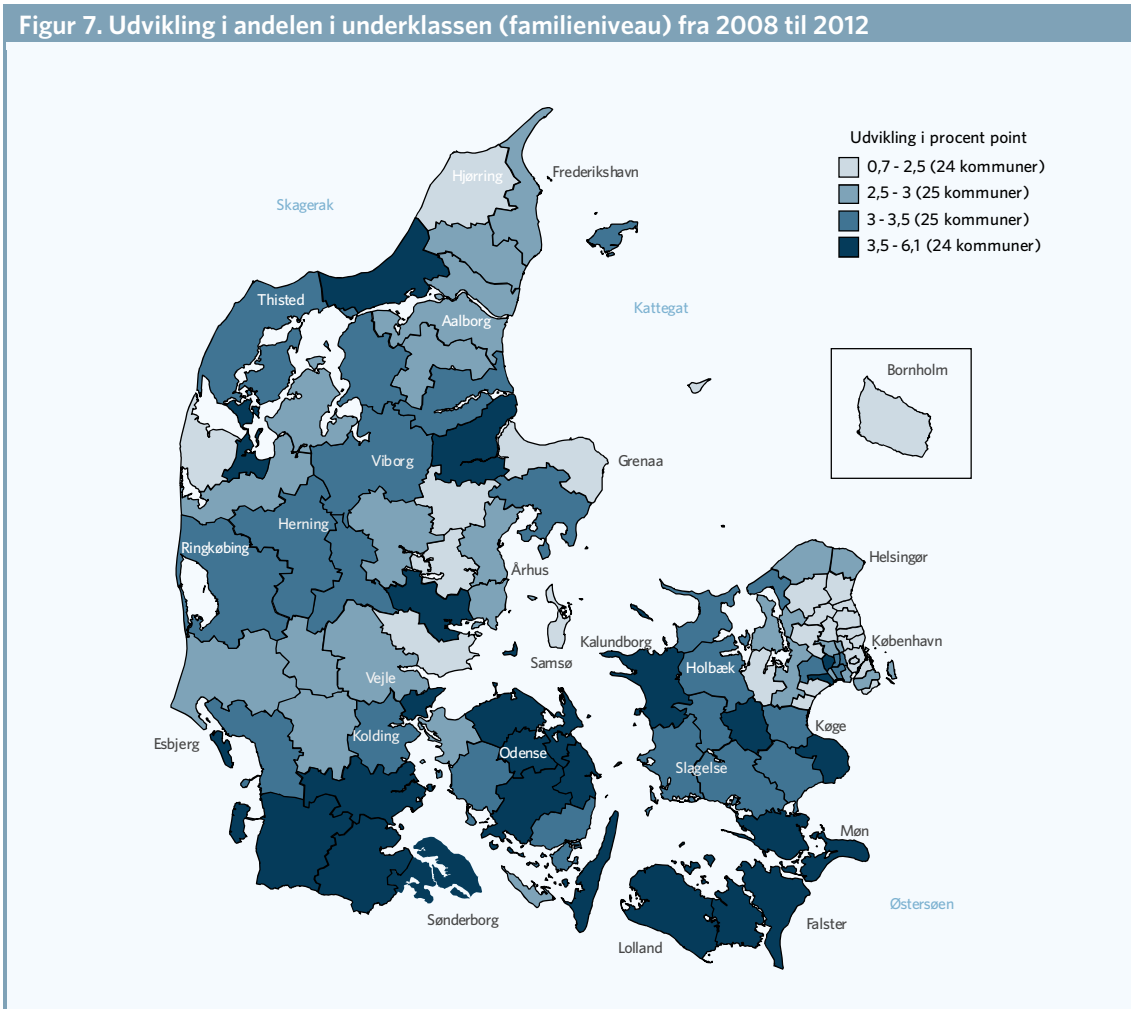 Figur 7. Udvikling i andelen i underklassen (familieniveau) fra 2008 til 2012
Udvikling i procent point
0,7 - 2,5 (24 kommuner)
2,5 - 3 (25 kommuner)
3 - 3,5 (25 kommuner)
3,5 - 6,1 (24 kommuner)
Hjørring
Frederikshavn
Skagerak
Thisted
Kattegat
Aalborg
Bornholm
Viborg
Grenaa
Herning
Ringkøbing
Århus
Helsingør
København
Kalundborg
Samsø
Holbæk
Vejle
Køge
Esbjerg
Kolding
Odense
Slagelse
Møn
Østersøen
Sønderborg
Falster
Lolland